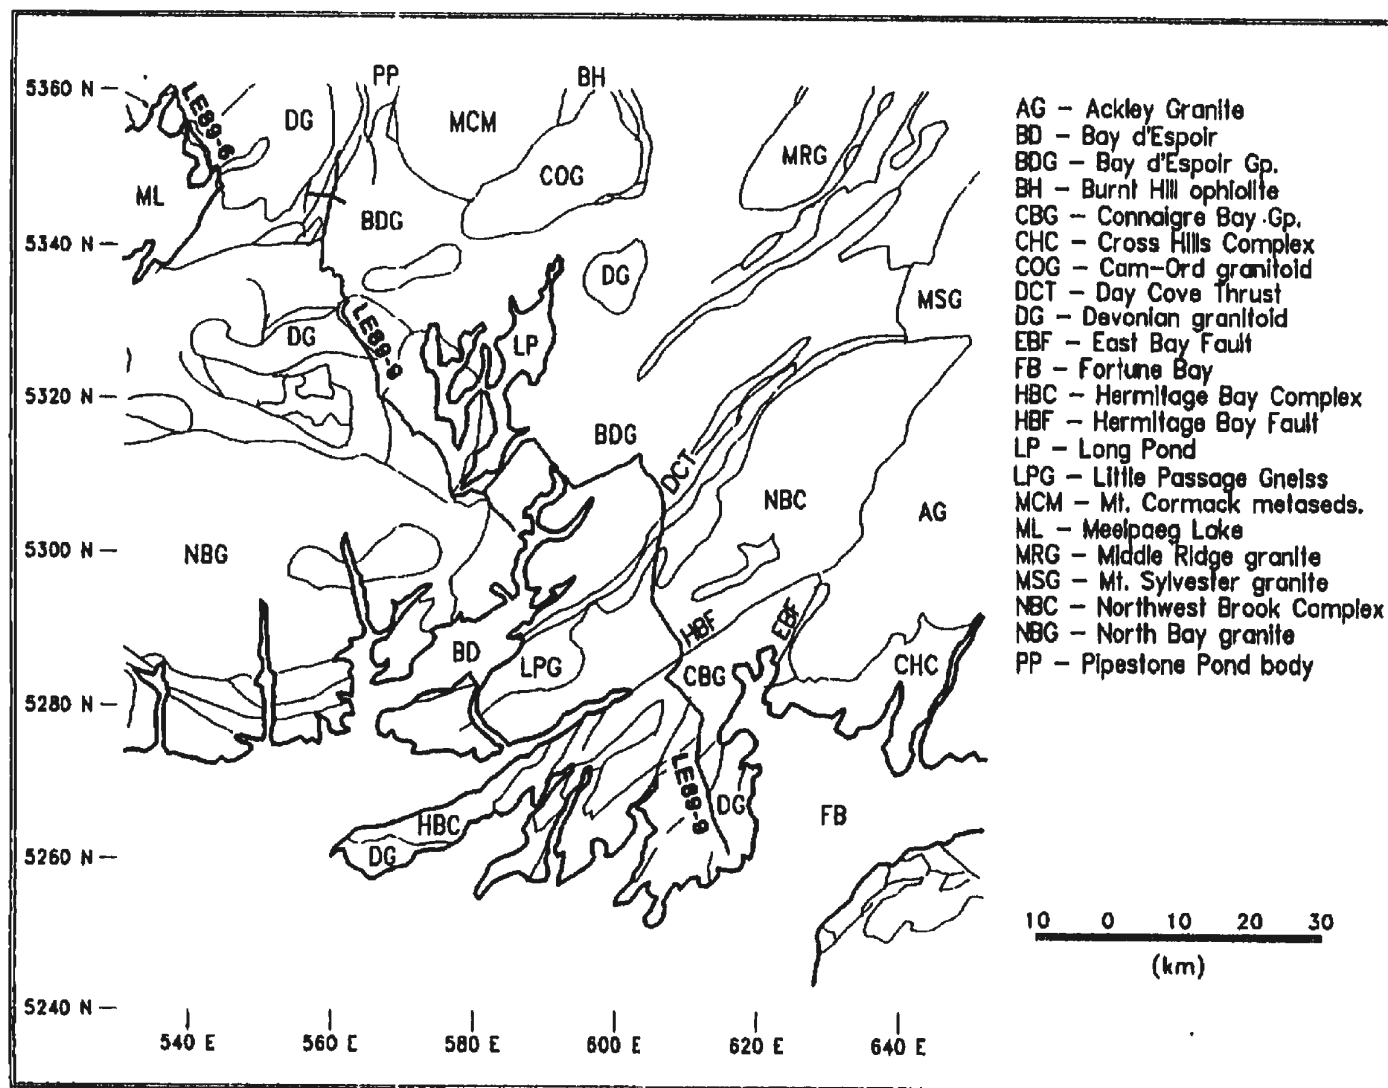 PP
BH
5360 N
LE89-6
DG
MCM
MRG
COG
ML
BDG
5340 N
DG
MSG
LE89-9
DG
LP
5320 N
BDG
DCT
NBC
AG
5300 N
NBG
HBF
EBF
BD
LPG
CBG
CHC
5280 N
LE89-9
DG
FB
HBC
DG
5260 N
5240 N
540 E
560 E
580 E
600 E
620 E
640 E
AG – Ackley Granite
BD – Bay d'Espoir
BDG – Bay d'Espoir Gp.
BH – Burnt Hill ophiolite
CBG – Connaigre Bay Gp.
CHC – Cross Hills Complex
COG – Cam-Ord granitoid
DCT – Day Cove Thrust
DG – Devonian granitoid
EBF – East Bay Fault
FB – Fortune Bay
HBC – Hermitage Bay Complex
HBF – Hermitage Bay Fault
LP – Long Pond
LPG – Little Passage Gneiss
MCM – Mt. Cormack metaseds.
ML – Meelpaeg Lake
MRG – Middle Ridge granite
MSG – Mt. Sylvester granite
NBC – Northwest Brook Complex
NBG – North Bay granite
PP – Pipestone Pond body
10 0 10 20 30
(km)